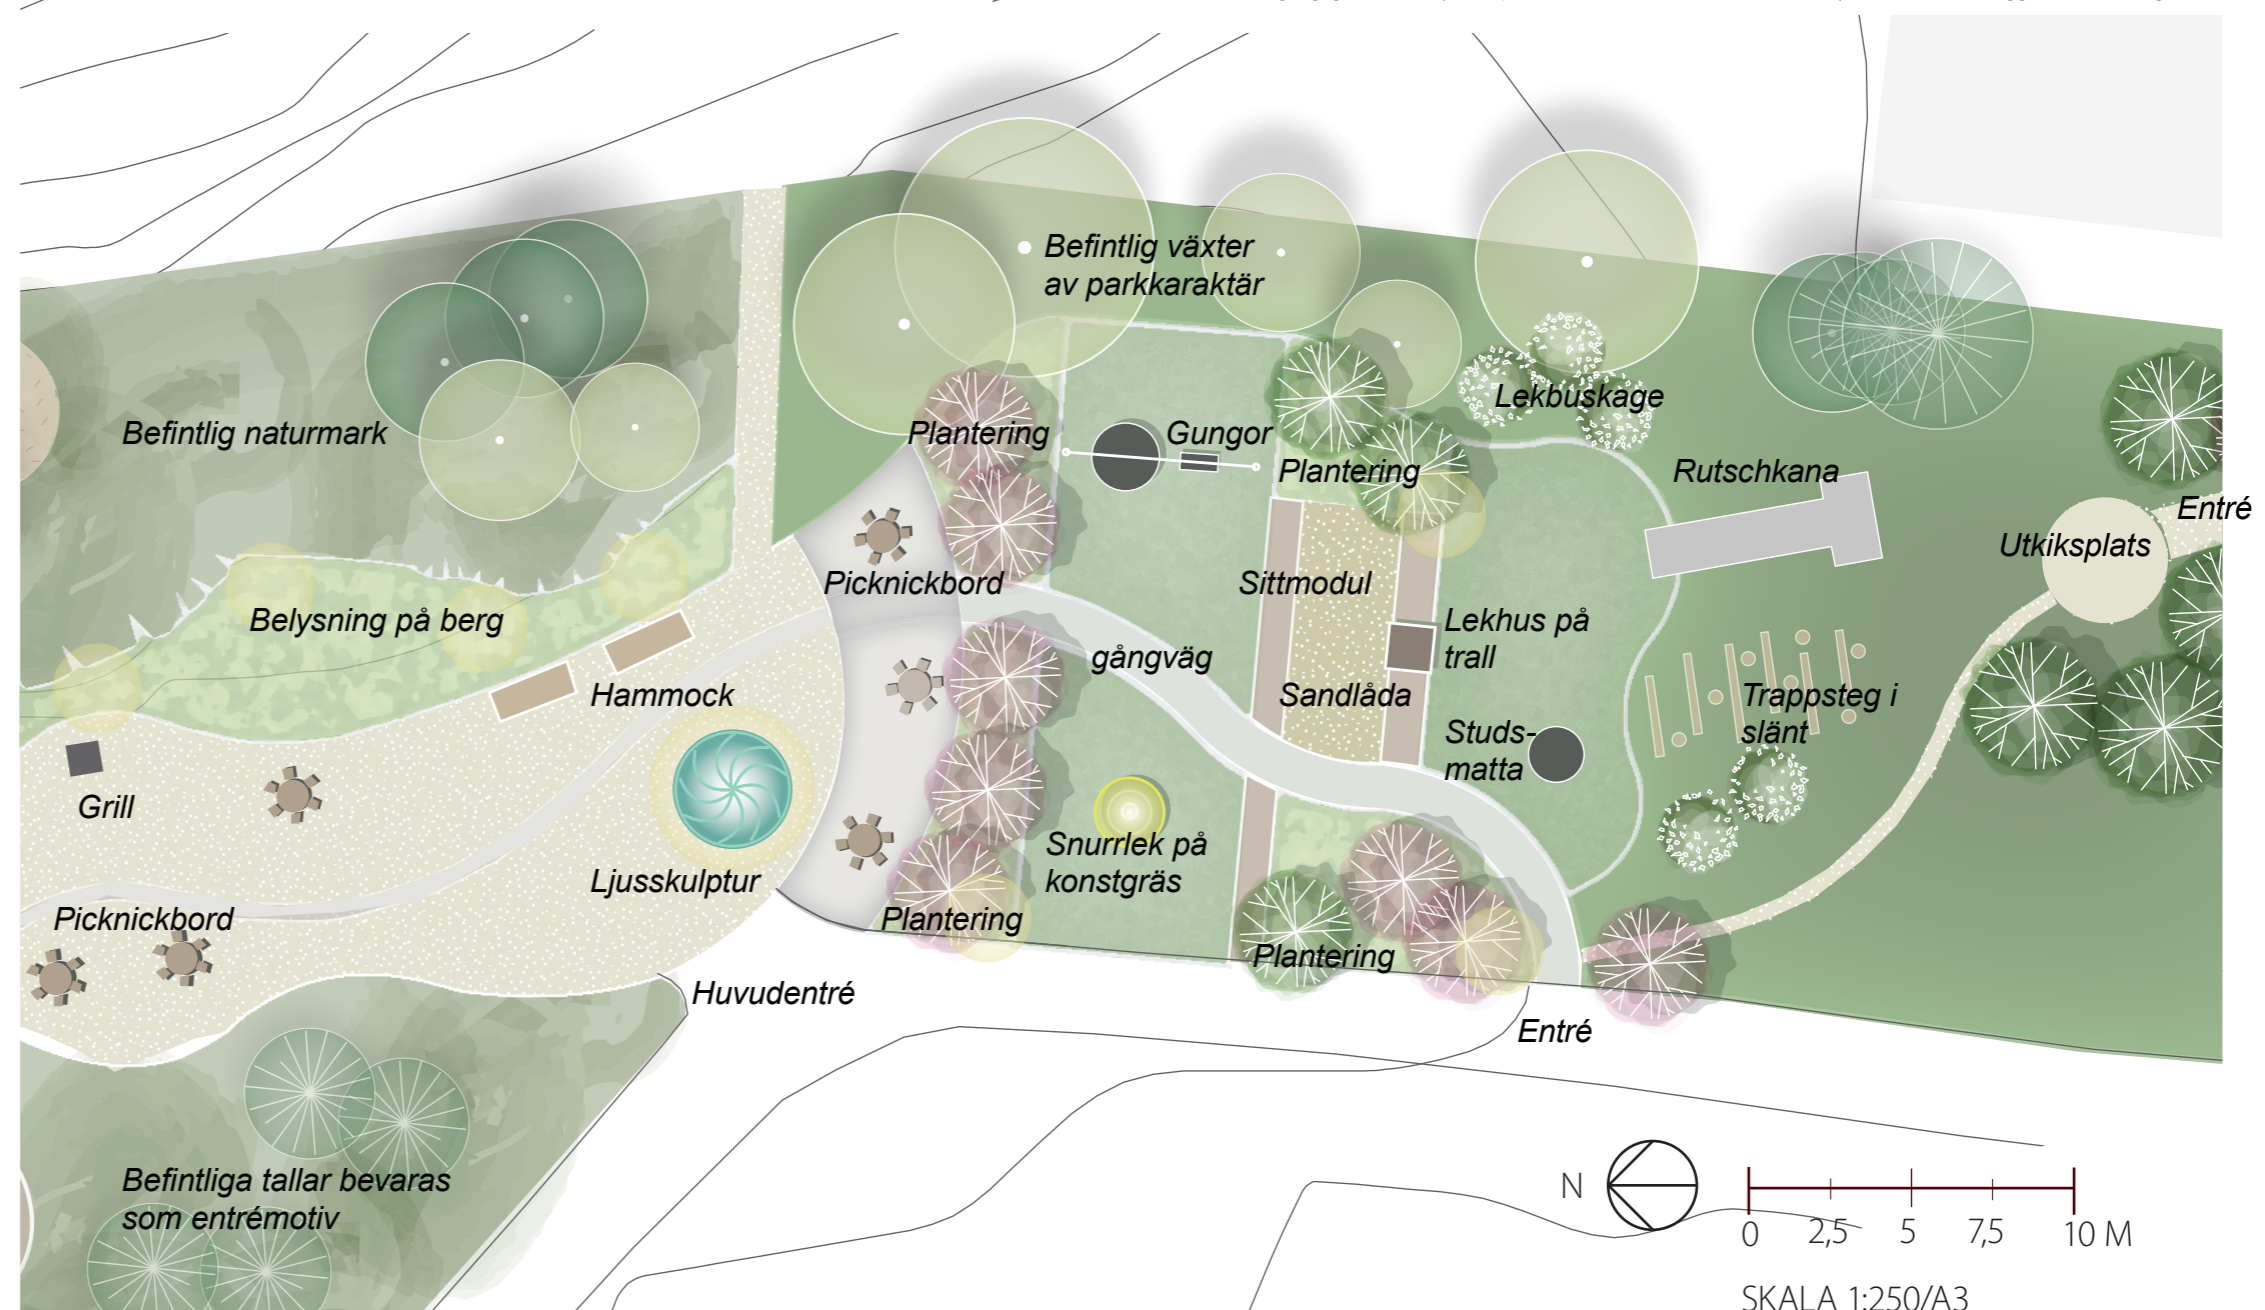 Befintlig växter
av parkkaraktär
Lekbuskage
Befintlig naturmark
Plantering
Gungor
Plantering
Rutschkana
Entré
Utkiksplats
Picknickbord
Sittmodul
Belysning på berg
Lekhus på
trall
gångväg
Hammock
Sandlåda
Trappsteg i
slänt
Studs-
matta
Grill
Snurrlek på
konstgräs
Ljusskulptur
Picknickbord
Plantering
Plantering
Huvudentré
Entré
Befintliga tallar bevaras
som entrémotiv
N
0 2,5 5 7,5 10 M
SKALA 1:250/A3